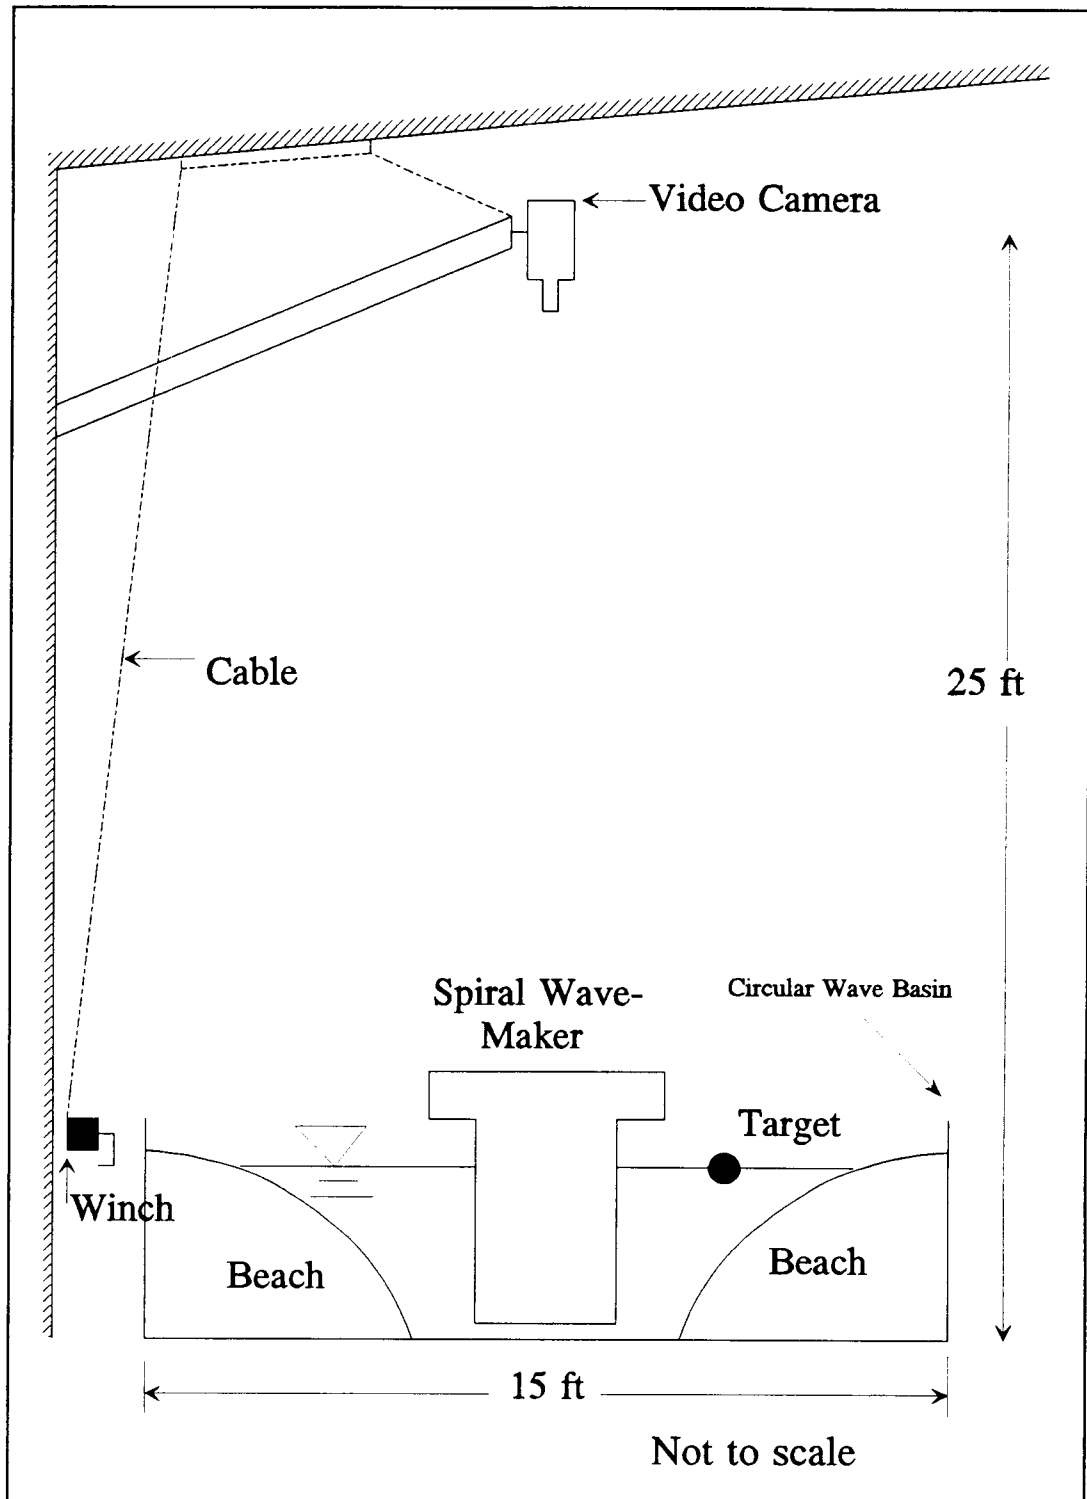 Video Camera
Cable
25 ft
Spiral Wave-
Maker
Circular Wave Basin
Target
Winch
Beach
Beach
15 ft
Not to scale